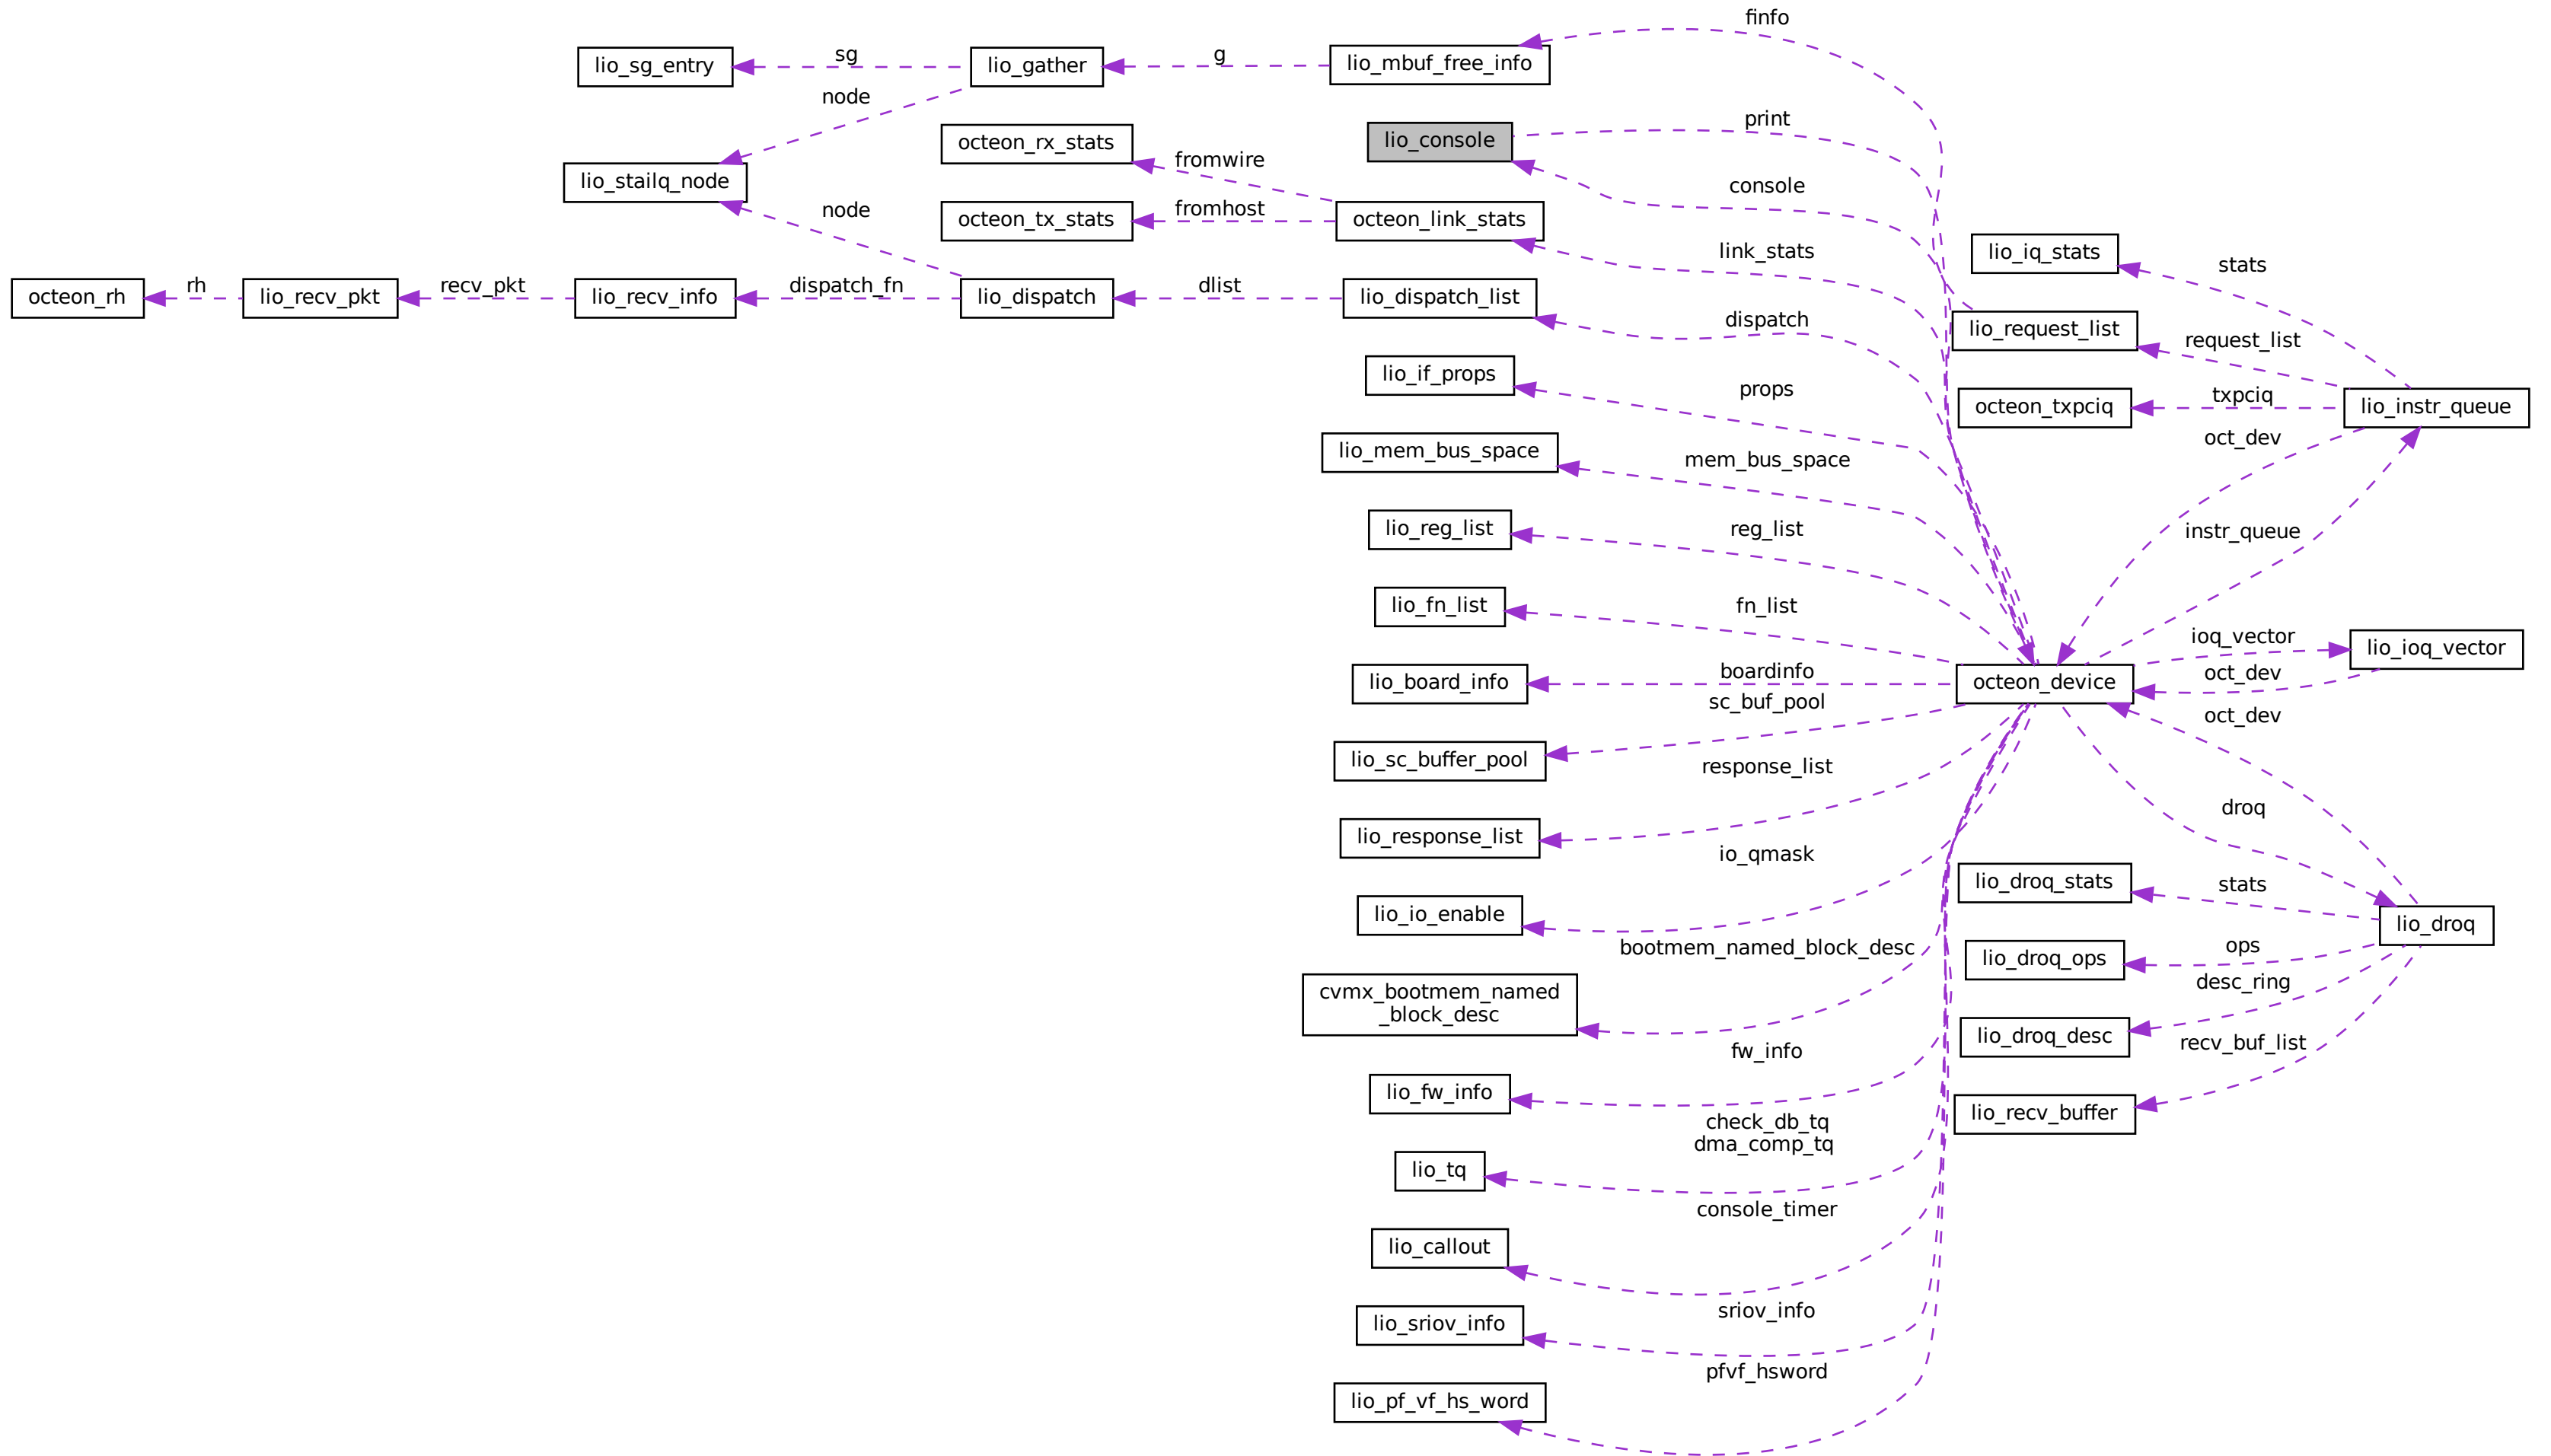 finfo
lio_sg_entry
sg
lio_gather
g
lio_mbuf_free_info
node
octeon_rx_stats
lio_console
print
lio_stailq_node
fromwire
console
node
octeon_tx_stats
fromhost
octeon_link_stats
link_stats
lio_iq_stats
stats
octeon_rh
rh
lio_recv_pkt
recv_pkt
lio_recv_info
dispatch_fn
lio_dispatch
dlist
lio_dispatch_list
dispatch
lio_request_list
request_list
lio_if_props
props
octeon_txpciq
txpciq
lio_instr_queue
oct_dev
lio_mem_bus_space
mem_bus_space
lio_reg_list
reg_list
instr_queue
lio_fn_list
fn_list
ioq_vector
lio_ioq_vector
lio_board_info
boardinfo
octeon_device
oct_dev
sc_buf_pool
oct_dev
lio_sc_buffer_pool
response_list
droq
lio_response_list
io_qmask
lio_droq_stats
stats
lio_io_enable
lio_droq
bootmem_named_block_desc
lio_droq_ops
ops
cvmx_bootmem_named
_block_desc
desc_ring
lio_droq_desc
recv_buf_list
fw_info
lio_fw_info
lio_recv_buffer
check_db_tq
dma_comp_tq
lio_tq
console_timer
lio_callout
sriov_info
lio_sriov_info
pfvf_hsword
lio_pf_vf_hs_word